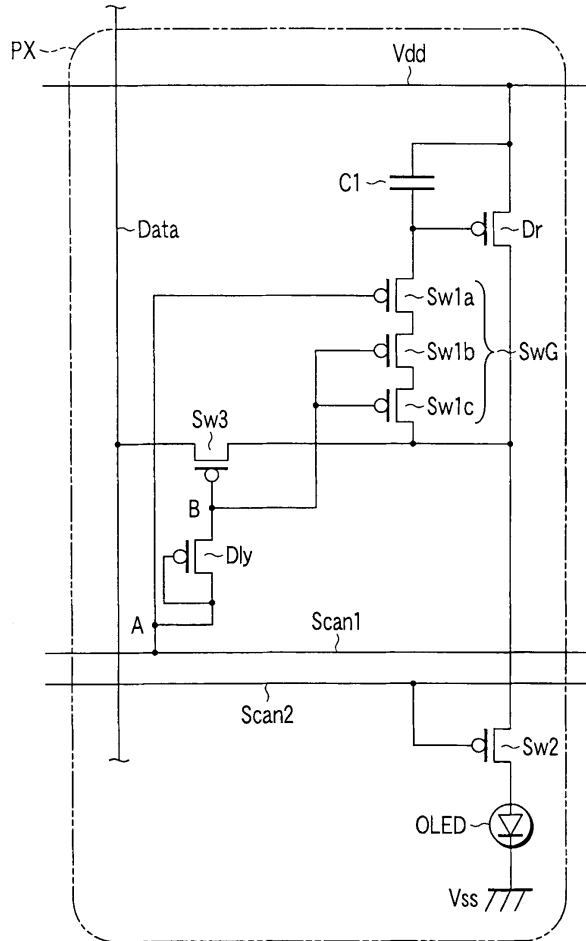 PX
Vdd
C1
Data
Dr
Sw1a
Sw1b
SwG
Sw1c
Sw3
B
Dly
A
Scan1
Scan2
Sw2
OLED
Vss